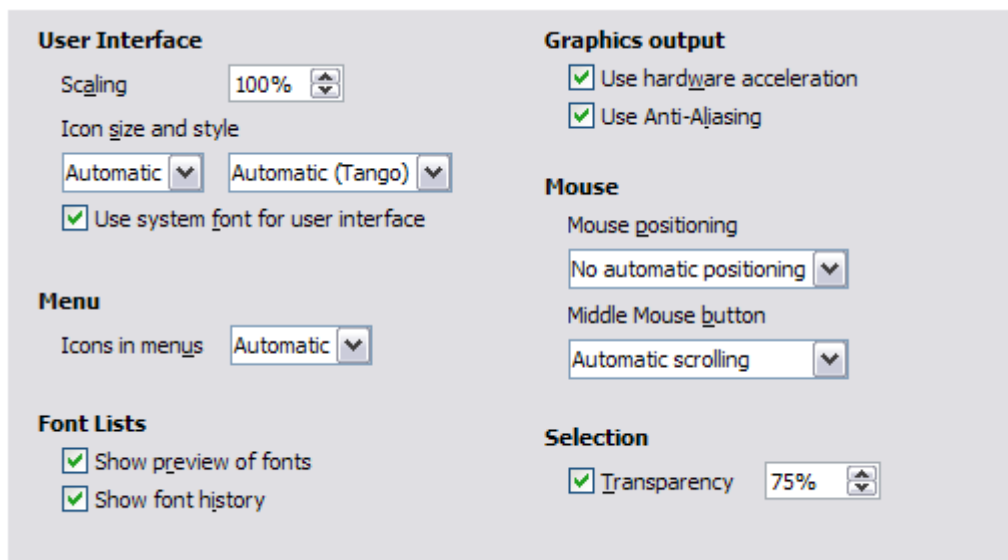 User Interface
Scaling 100%
Icon size and style
Automatic Automatic (Tango)
Use system font for user interface
Menu
Icons in menus Automatic
Font Lists
Show preview of fonts
Show font history
Graphics output
Use hardware acceleration
Use Anti-Aliasing
Mouse
Mouse positioning
No automatic positioning
Middle Mouse button
Automatic scrolling
Selection
Transparency 75%